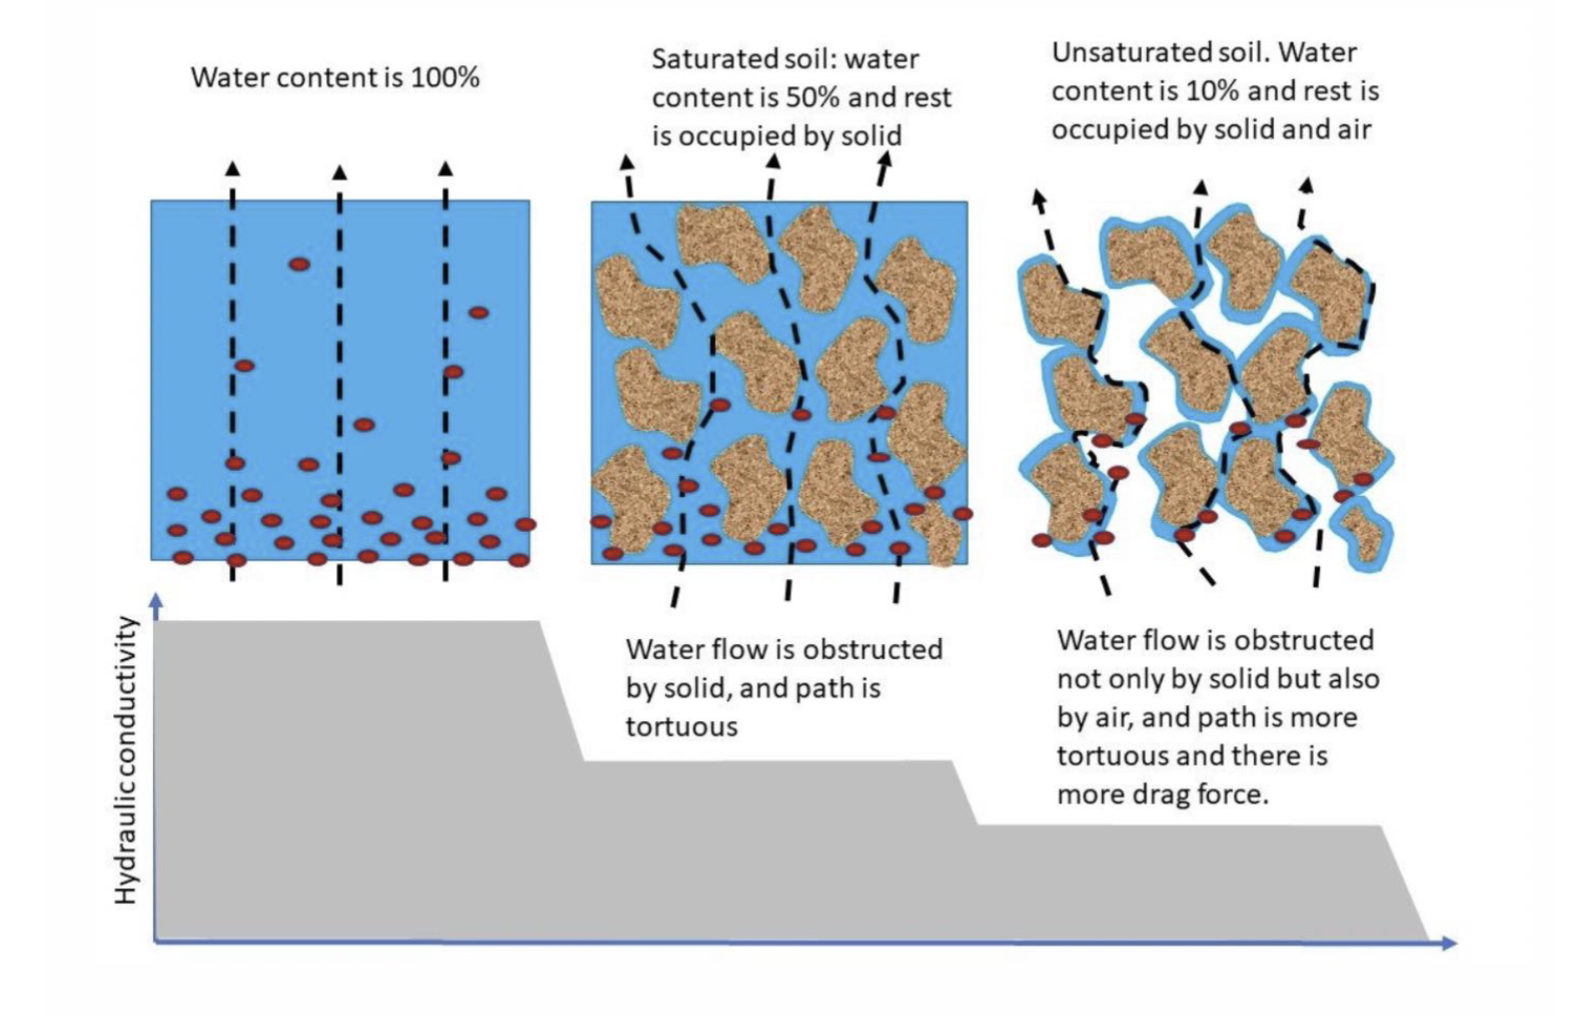 Water content is 100%
Saturated soil: water
content is 50% and rest
is occupied by solid
Unsaturated soil. Water
content is 10% and rest is
occupied by solid and air
Hydraulic conductivity
Water flow is obstructed
by solid, and path is
tortuous
Water flow is obstructed
not only by solid but also
by air, and path is more
tortuous and there is
more drag force.